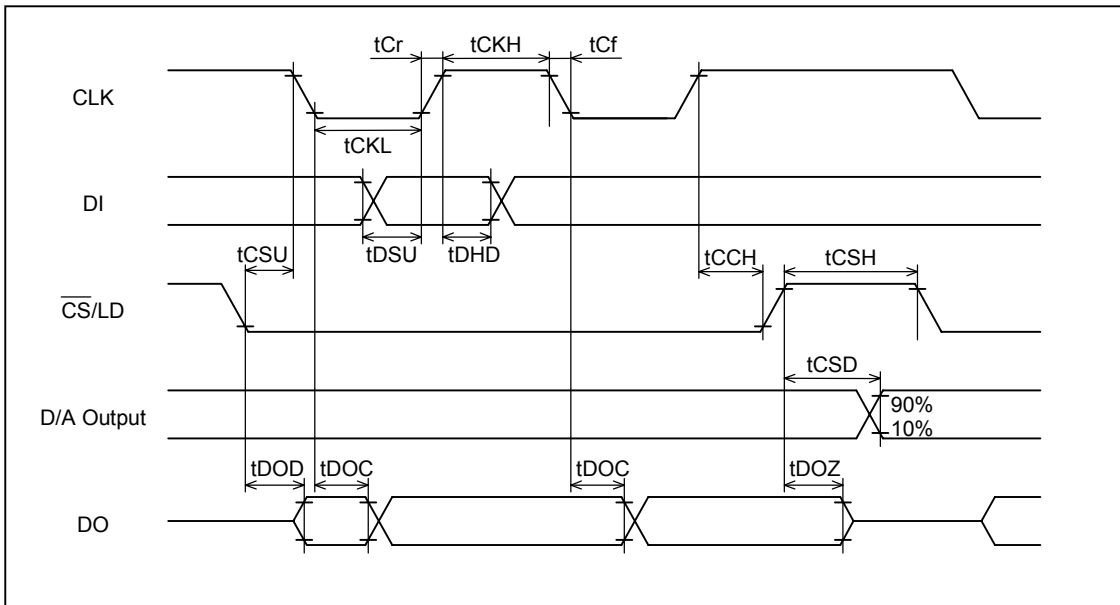 tCr tCKH tCf
CLK
tCKL
DI
tDSU tDHD
tCSU
tCCH tCSH
CS/LD
tCSD
D/A Output
90%
10%
tDOD tDOC tDOC tDOZ
DO